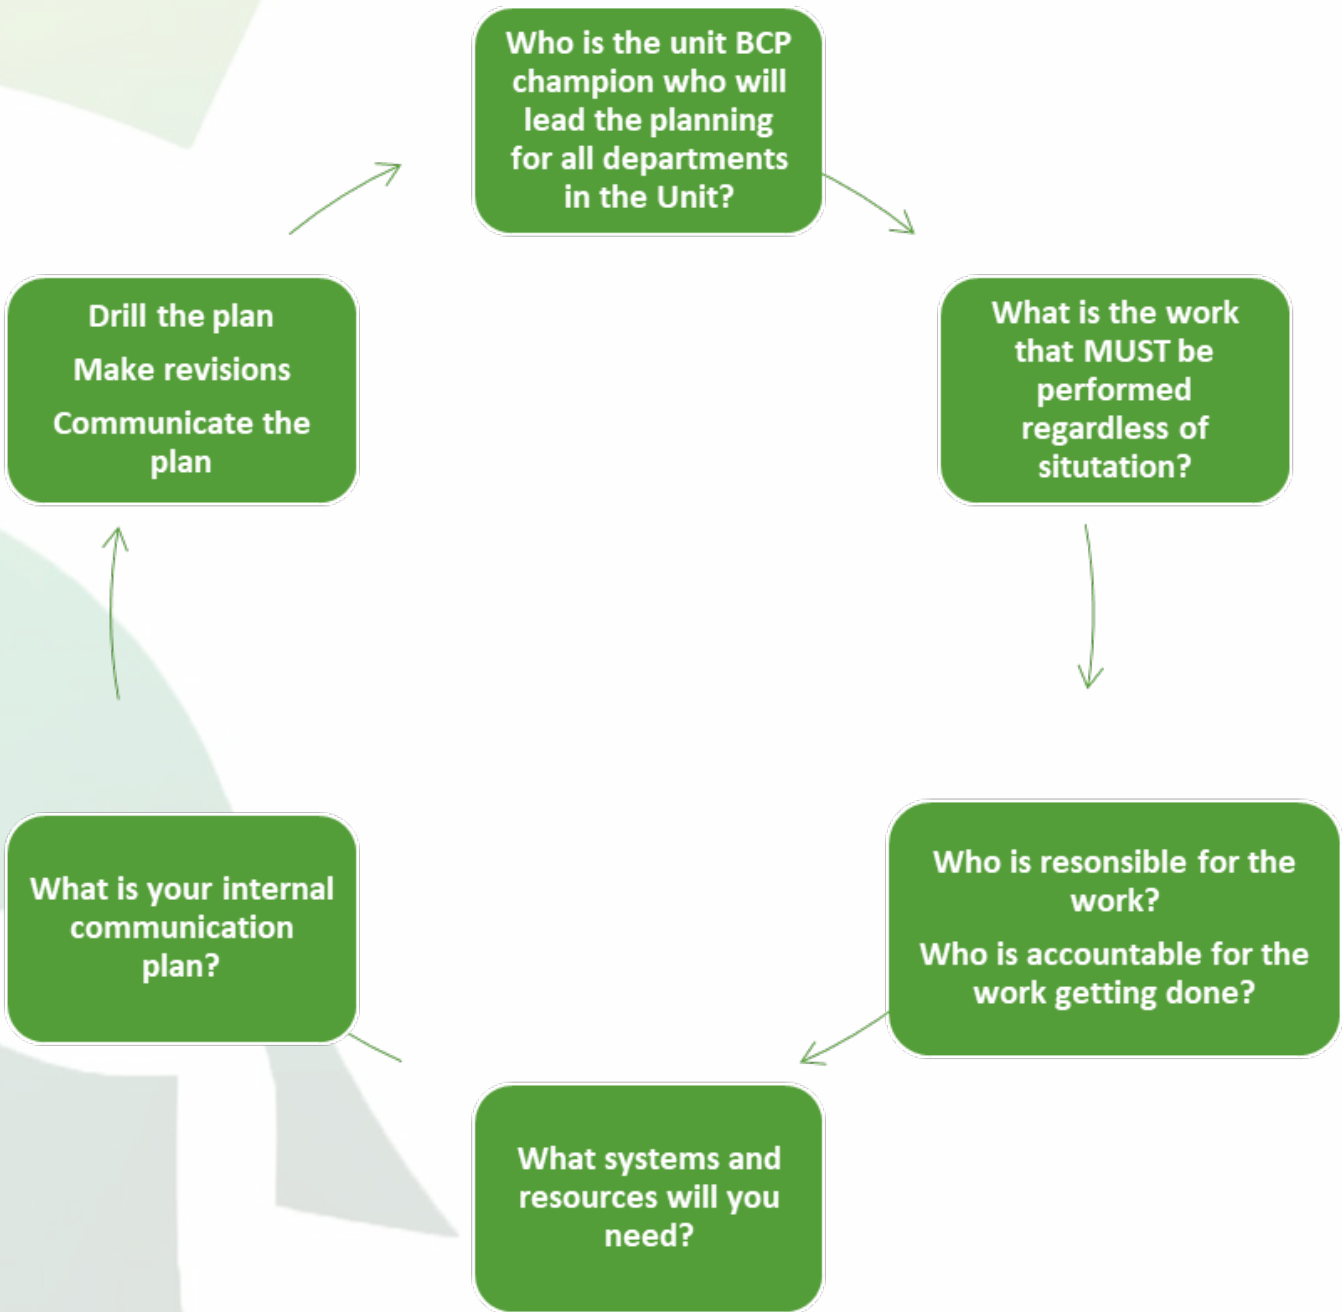 Who is the unit BCP
champion who will
lead the planning
for all departments
in the Unit?
What is the work
that MUST be
performed
regardless of
situtation?
Who is resonsible for the
work?
Who is accountable for the
work getting done?
What systems and
resources will you
need?
What is your internal
communication
plan?
Drill the plan
Make revisions
Communicate the
plan